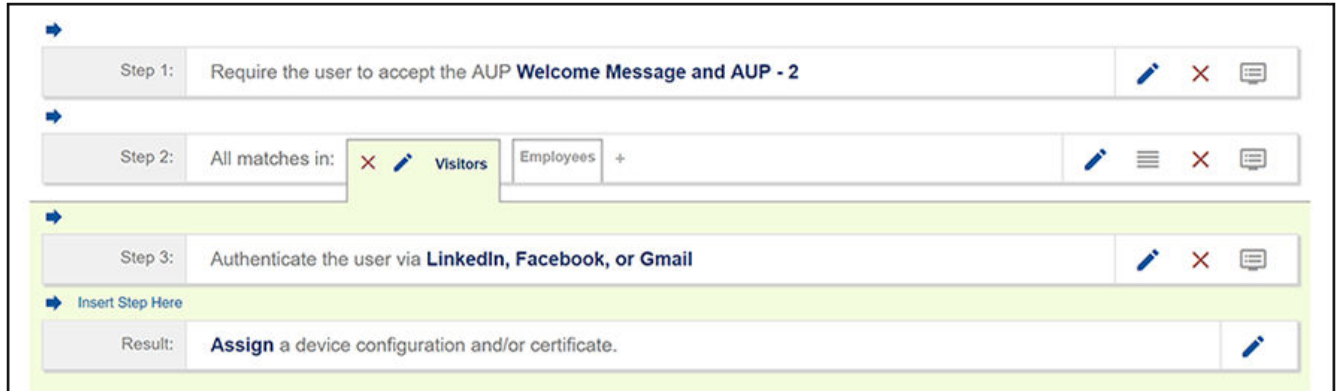 Step 1: Require the user to accept the AUP Welcome Message and AUP - 2
Step 2: All matches in: Visitors Employees +
Step 3: Authenticate the user via LinkedIn, Facebook, or Gmail
Insert Step Here
Result: Assign a device configuration and/or certificate.